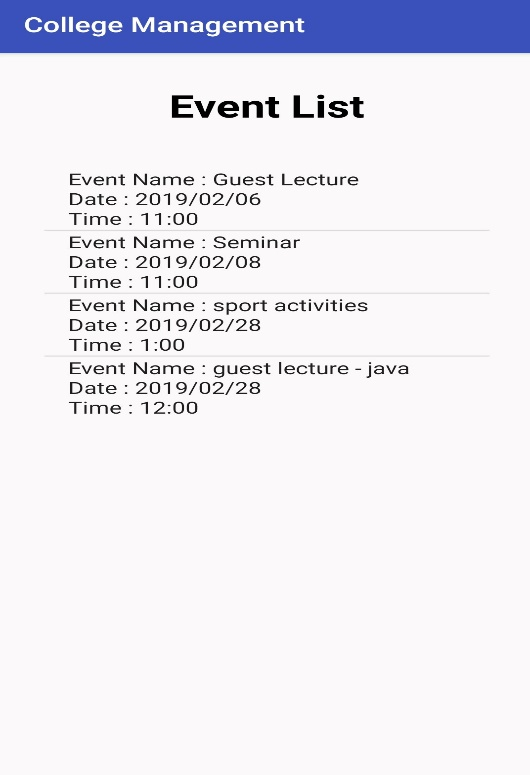 College Management
Event List
Event Name : Guest Lecture
Date : 2019/02/06
Time : 11:00
Event Name : Seminar
Date : 2019/02/08
Time : 11:00
Event Name : sport activities
Date : 2019/02/28
Time : 1:00
Event Name : guest lecture - java
Date : 2019/02/28
Time : 12:00